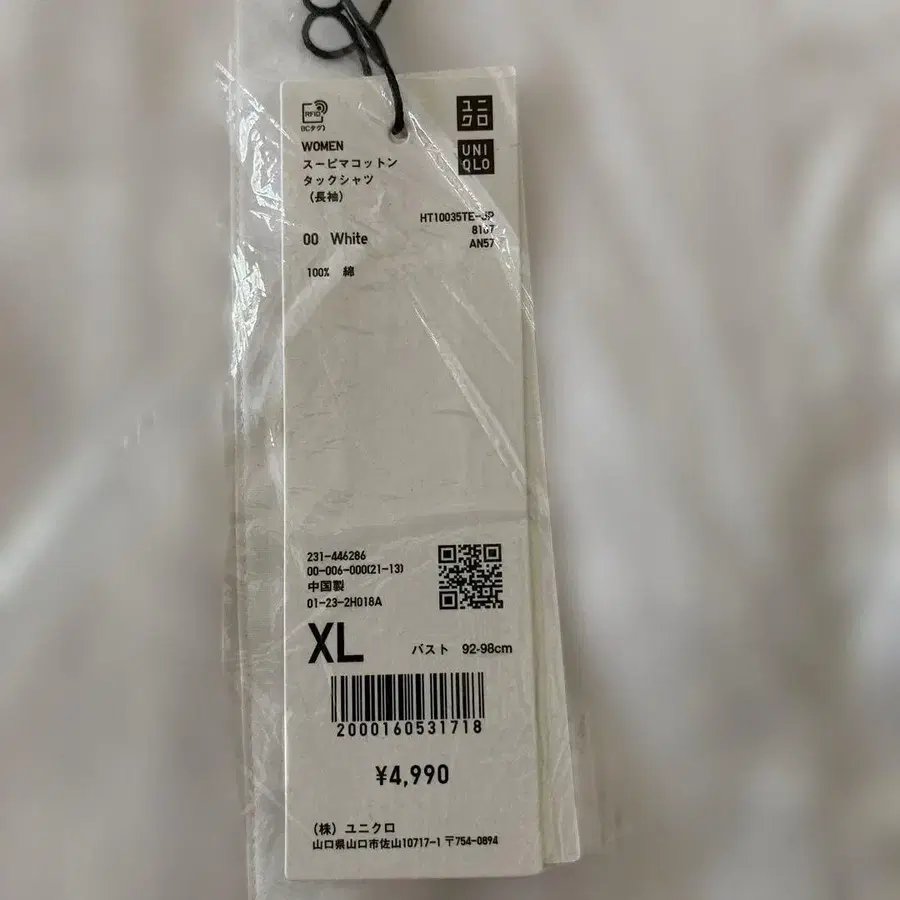 RFID
(ICタグ)
ユニ
クロ
UNI
QLO
WOMEN
スーピマコットン
タックシャツ
(長袖)
HT10035TE-JP
00 White
8107
AN57
100% 綿
231-446286
00-006-000(21-13)
中国製
01-23-2H018A
XL バスト 92-98cm
2000160531718
¥4,990
(株) ユニクロ
山口県山口市佐山10717-1 〒754-0894